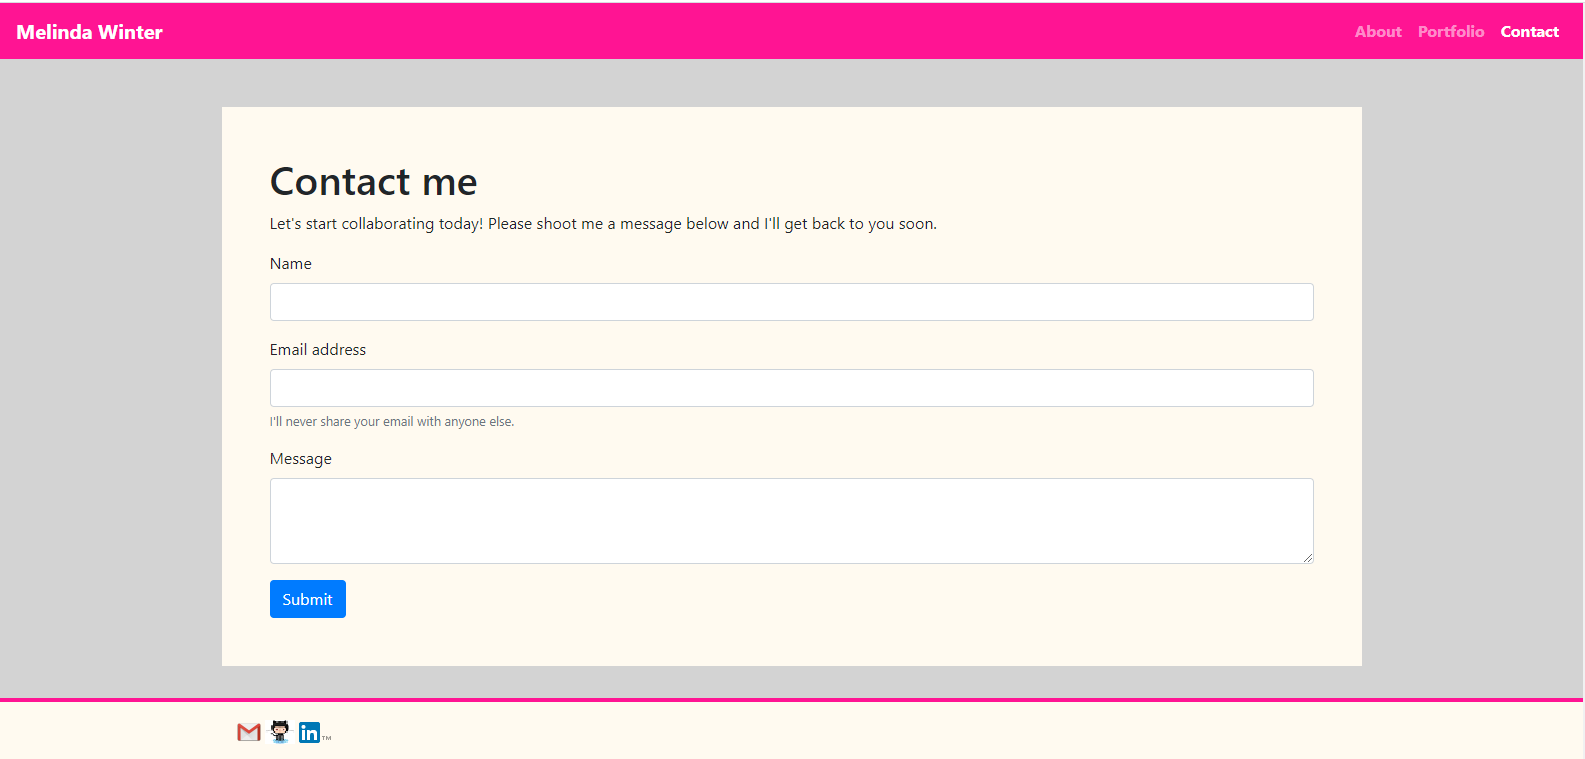 Melinda Winter
About Portfolio Contact
Contact me
Let's start collaborating today! Please shoot me a message below and I'll get back to you soon.
Name
Email address
I'll never share your email with anyone else.
Message
Submit
in™